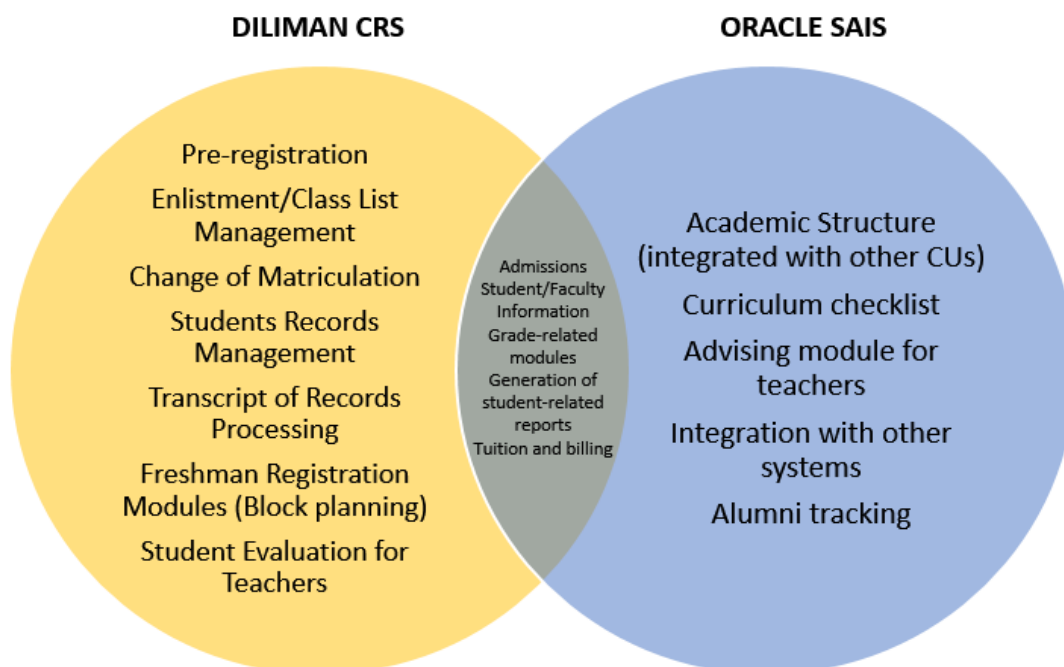 DILIMAN CRS
ORACLE SAIS
Pre-registration
Enlistment/Class List
Management
Change of Matriculation
Students Records
Management
Transcript of Records
Processing
Freshman Registration
Modules (Block planning)
Student Evaluation for
Teachers
Admissions
Student/Faculty
Information
Grade-related
modules
Generation of
student-related
reports
Tuition and billing
Academic Structure
(integrated with other CUs)
Curriculum checklist
Advising module for
teachers
Integration with other
systems
Alumni tracking